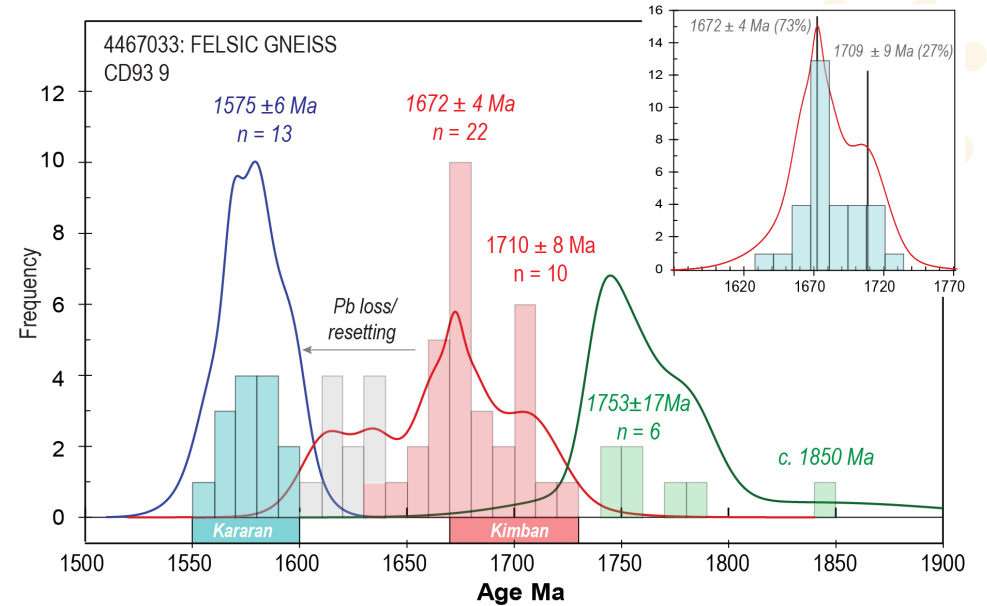 4467033: FELSIC GNEISS
CD93 9
1575 ±6 Ma
n = 13
1672 ± 4 Ma
n = 22
1710 ± 8 Ma
n = 10
Pb loss/
resetting
1753±17Ma
n = 6
c. 1850 Ma
Frequency
12
10
8
6
4
2
0
Kararan
Kimban
1500
1550
1600
1650
1700
1750
1800
1850
1900
Age Ma
1672 ± 4 Ma (73%)
1709 ± 9 Ma (27%)
16
14
12
10
8
6
4
2
0
1620
1670
1720
1770